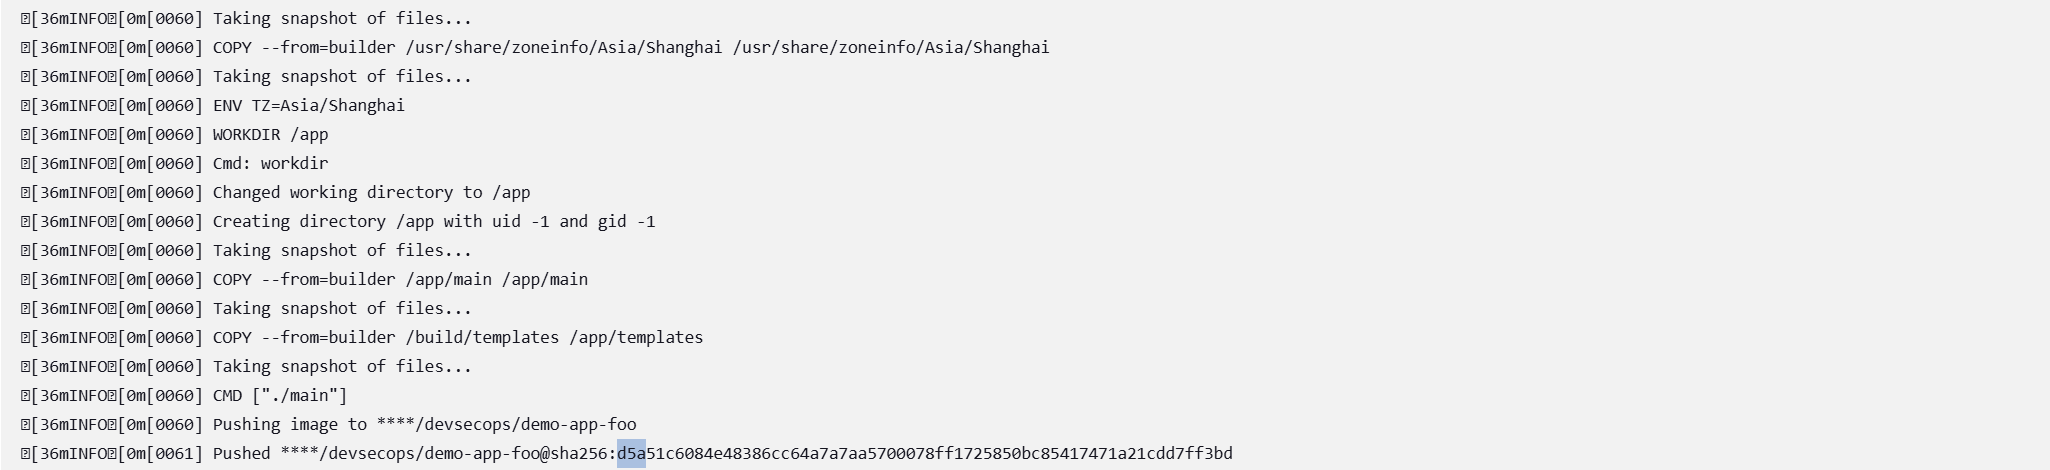 [36mINFO[0m[0060] Taking snapshot of files...
[36mINFO[0m[0060] COPY --from=builder /usr/share/zoneinfo/Asia/Shanghai /usr/share/zoneinfo/Asia/Shanghai
[36mINFO[0m[0060] Taking snapshot of files...
[36mINFO[0m[0060] ENV TZ=Asia/Shanghai
[36mINFO[0m[0060] WORKDIR /app
[36mINFO[0m[0060] Cmd: workdir
[36mINFO[0m[0060] Changed working directory to /app
[36mINFO[0m[0060] Creating directory /app with uid -1 and gid -1
[36mINFO[0m[0060] Taking snapshot of files...
[36mINFO[0m[0060] COPY --from=builder /app/main /app/main
[36mINFO[0m[0060] Taking snapshot of files...
[36mINFO[0m[0060] COPY --from=builder /build/templates /app/templates
[36mINFO[0m[0060] Taking snapshot of files...
[36mINFO[0m[0060] CMD ["./main"]
[36mINFO[0m[0060] Pushing image to ****/devsecops/demo-app-foo
[36mINFO[0m[0061] Pushed ****/devsecops/demo-app-foo@sha256:d5a51c6084e48386cc64a7a7aa5700078ff1725850bc85417471a21cdd7ff3bd